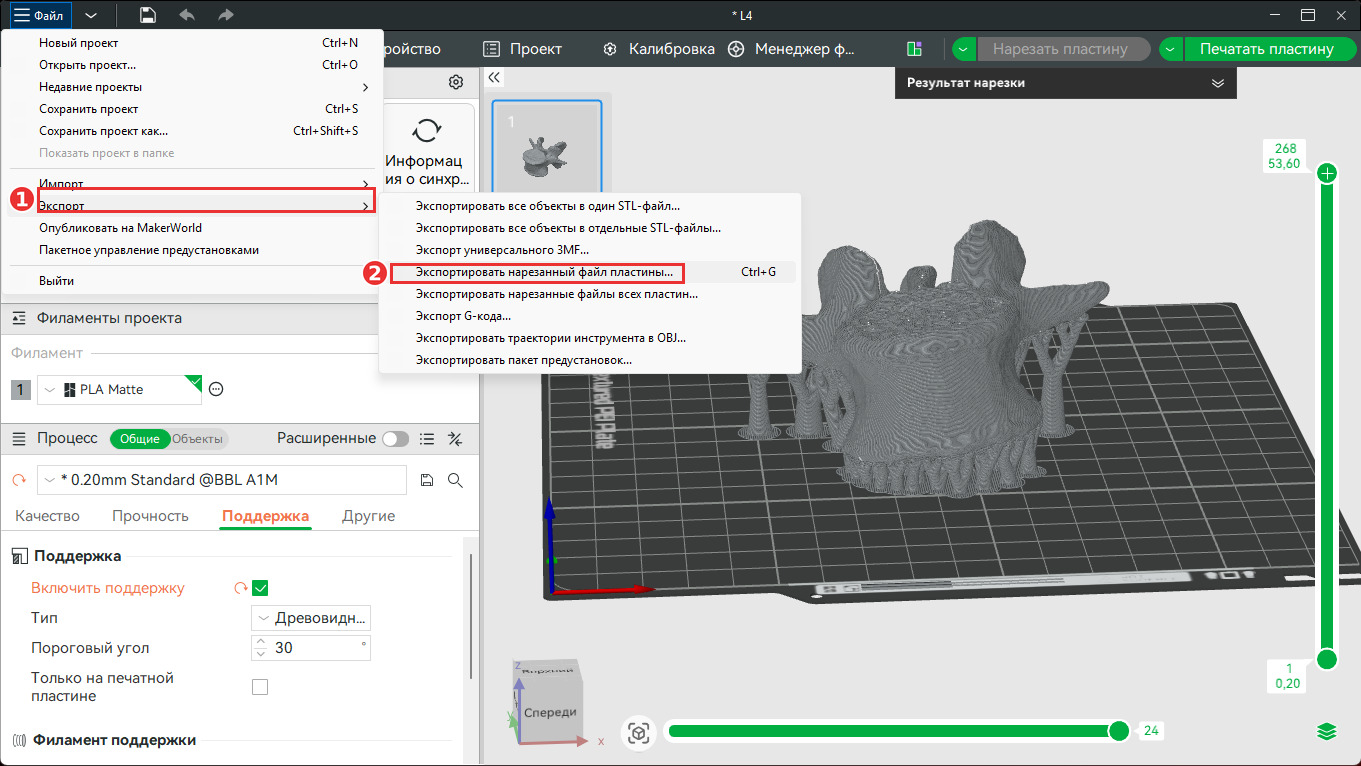 Файл
* L4
Новый проект Ctrl+N
Открыть проект... Ctrl+O
Недавние проекты
Сохранить проект Ctrl+S
Сохранить проект как... Ctrl+Shift+S
Показать проект в папке
Импорт
1 Экспорт
Опубликовать на MakerWorld
Пакетное управление предустановками
Выйти
ройство
Проект
Калибровка
Менеджер ф...
Нарезать пластину
Печатать пластину
Результат нарезки
Информац
ия о синхр...
1
Экспортировать все объекты в один STL-файл...
Экспортировать все объекты в отдельные STL-файлы...
Экспорт универсального 3MF...
2 Экспортировать нарезанный файл пластины... Ctrl+G
Экспортировать нарезанные файлы всех пластин...
Экспорт G-кода...
Экспортировать траектории инструмента в OBJ...
Экспортировать пакет предустановок...
268
53,60
Филаменты проекта
Филамент
1 PLA Matte
Процесс Общие Объекты Расширенные
* 0.20mm Standard @BBL A1M
Качество Прочность Поддержка Другие
Поддержка
Включить поддержку
Тип Древовидн...
Пороговый угол 30 °
Только на печатной
пластине
Филамент поддержки
Верхний
Спереди
Z
Y
X
1
0,20
24